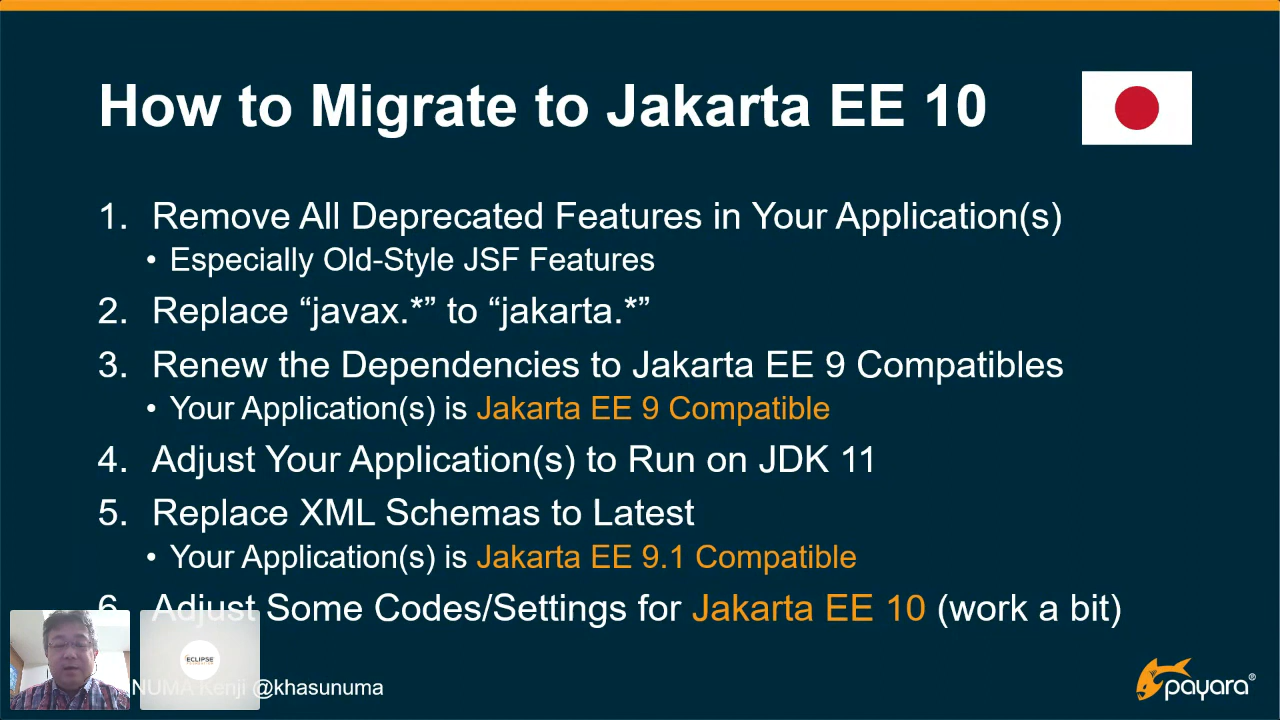 How to Migrate to Jakarta EE 10
1. Remove All Deprecated Features in Your Application(s)
• Especially Old-Style JSF Features
2. Replace “javax.*” to “jakarta.*”
3. Renew the Dependencies to Jakarta EE 9 Compatibles
• Your Application(s) is Jakarta EE 9 Compatible
4. Adjust Your Application(s) to Run on JDK 11
5. Replace XML Schemas to Latest
• Your Application(s) is Jakarta EE 9.1 Compatible
6. Adjust Some Codes/Settings for Jakarta EE 10 (work a bit)
ECLIPSE
NUMA Kenji @khasunuma
payara®